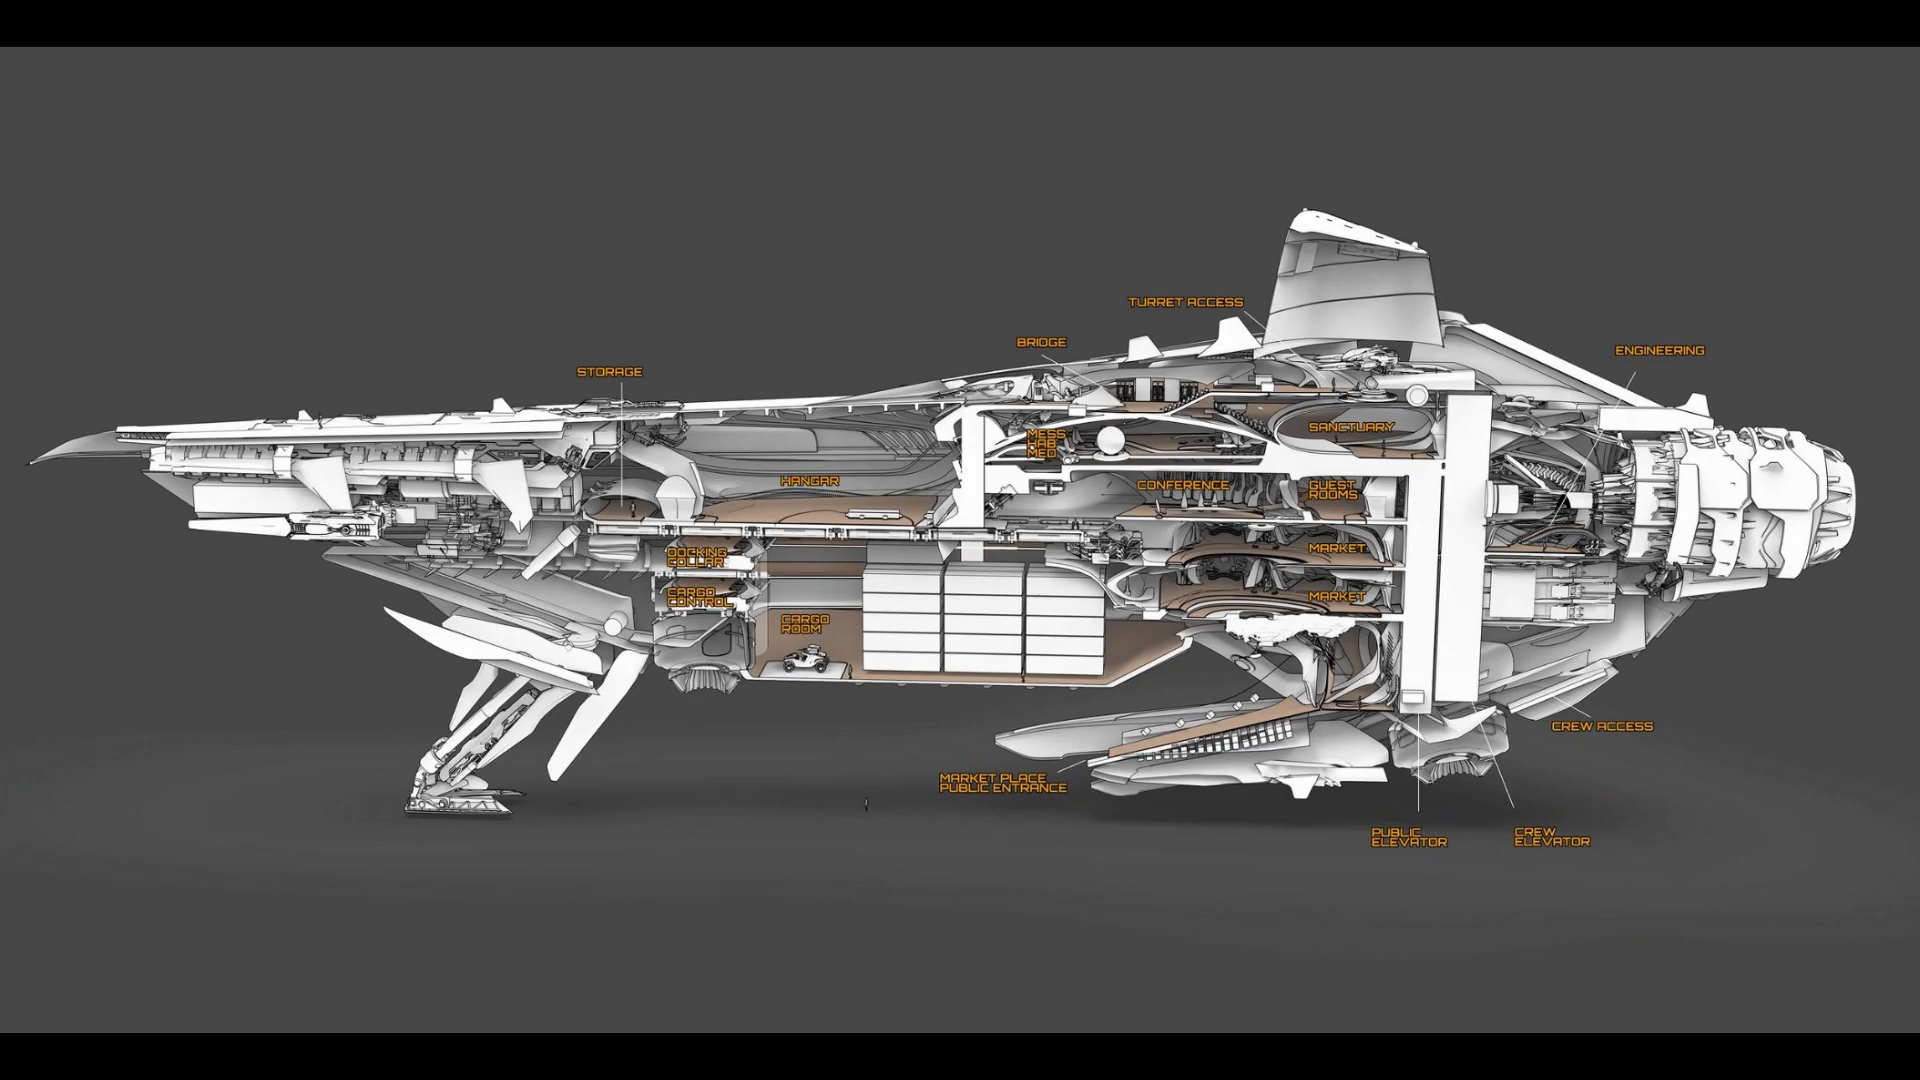 TURRET ACCESS
BRIDGE
ENGINEERING
STORAGE
SANCTUARY
MESS
HAB
MED
HANGAR
CONFERENCE
GUEST
ROOMS
DOCKING
COLLAR
MARKET
CARGO
CONTROL
MARKET
CARGO
ROOM
CREW ACCESS
MARKET PLACE
PUBLIC ENTRANCE
PUBLIC
ELEVATOR
CREW
ELEVATOR